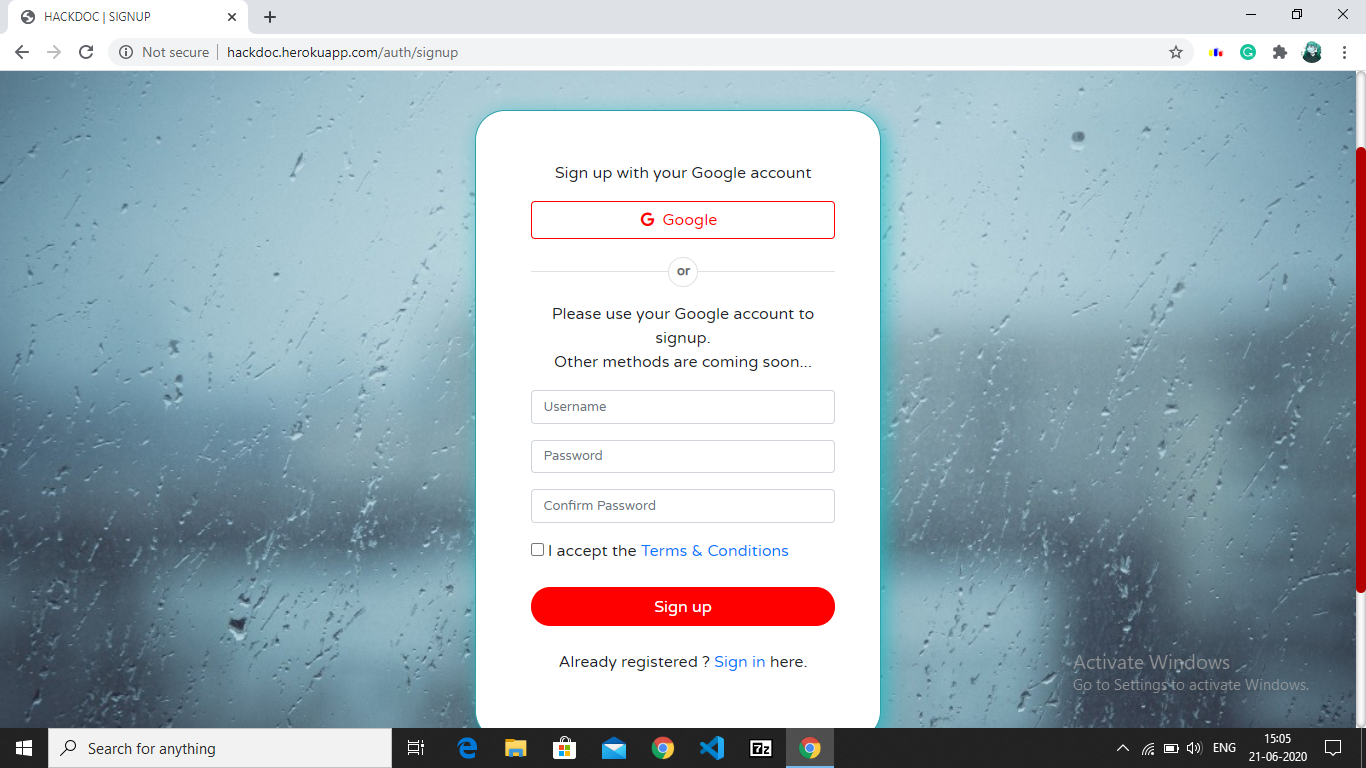 HACKDOC | SIGNUP
Not secure
hackdoc.herokuapp.com/auth/signup
Sign up with your Google account
G Google
or
Please use your Google account to
signup.
Other methods are coming soon...
Username
Password
Confirm Password
I accept the Terms & Conditions
Sign up
Already registered ? Sign in here.
Activate Windows
Go to Settings to activate Windows.
Search for anything
7z
ENG
15:05
21-06-2020